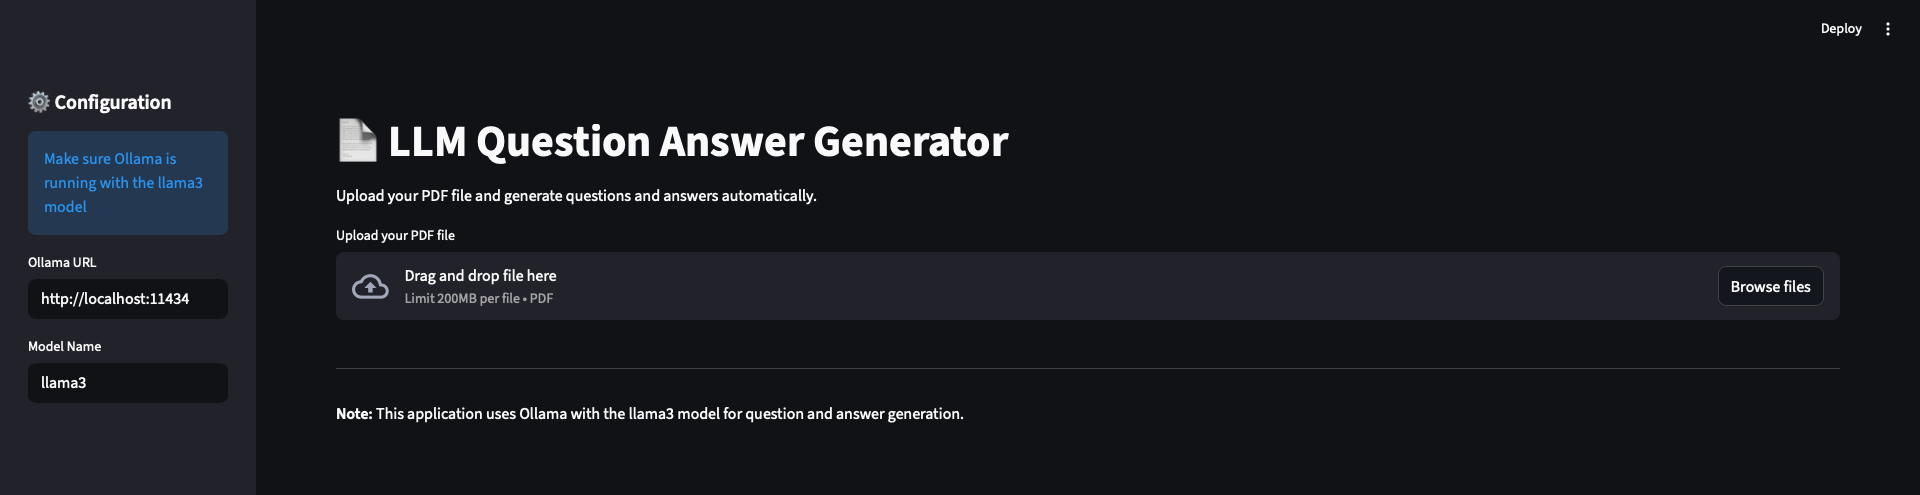 Deploy
Configuration
Make sure Ollama is
running with the llama3
model
Ollama URL
http://localhost:11434
Model Name
llama3
LLM Question Answer Generator
Upload your PDF file and generate questions and answers automatically.
Upload your PDF file
Drag and drop file here
Limit 200MB per file • PDF
Browse files
Note: This application uses Ollama with the llama3 model for question and answer generation.